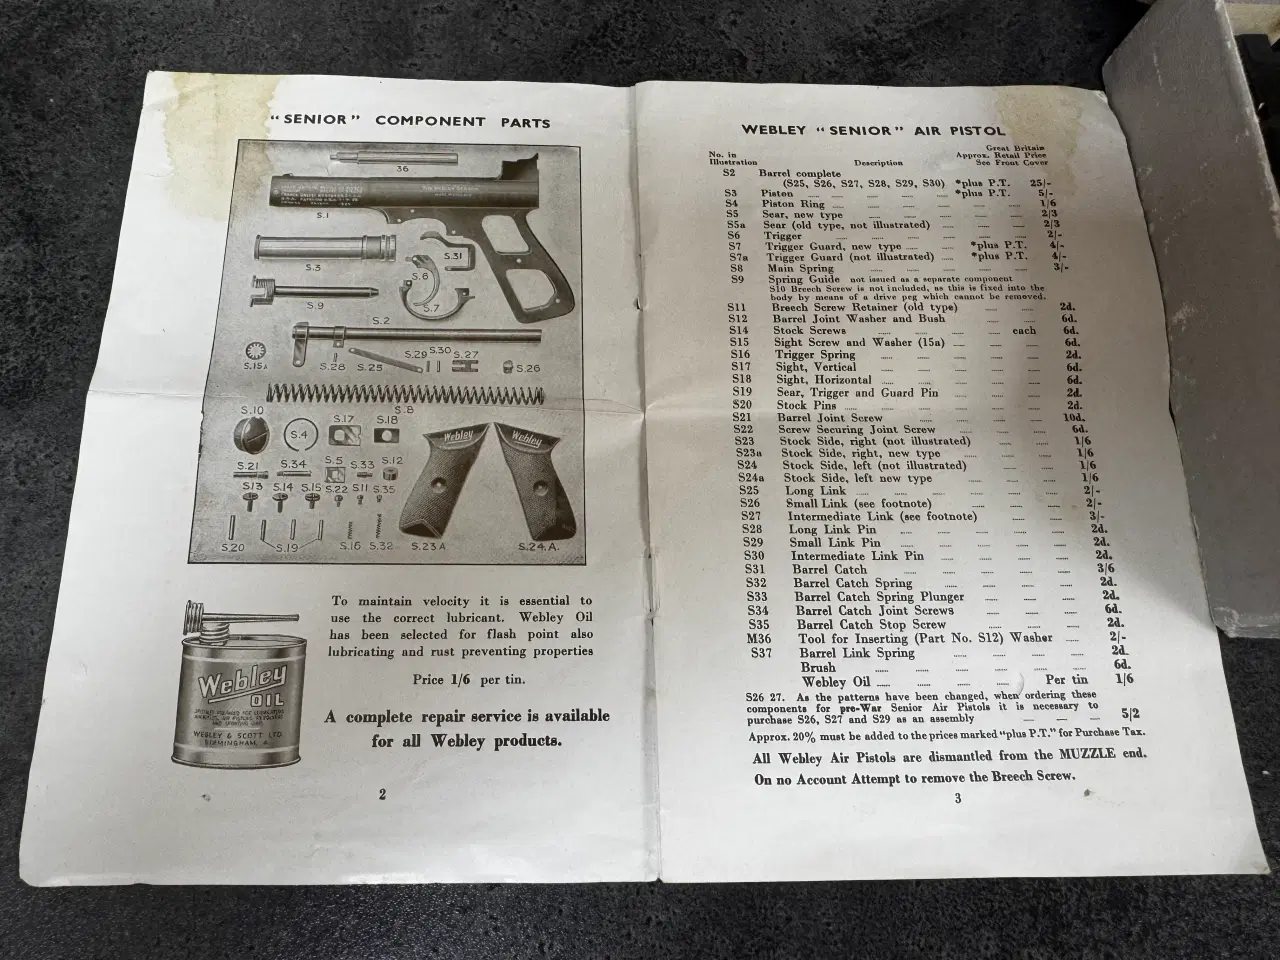 "SENIOR" COMPONENT PARTS
36
S.1
S.3
S.31
S.6
S.7
S.9
S.2
S.15A
S.28
S.25
S.29
S.30
S.27
S.26
S.8
S.10
S.4
S.17
S.18
S.21
S.34
S.5
S.33
S.12
S.13
S.14
S.15
S.22
S.11
S.35
Webley
Webley
S.20
S.19
S.16
S.32
S.23A
S.24.A.
Webley
OIL
WEBLEY & SCOTT LTD
BIRMINGHAM. 4
To maintain velocity it is essential to
use the correct lubricant. Webley Oil
has been selected for flash point also
lubricating and rust preventing properties
Price 1/6 per tin.
A complete repair service is available
for all Webley products.
2
WEBLEY "SENIOR" AIR PISTOL
Great Britain
No. in Approx. Retail Price
Illustration Description See Front Cover
S2 Barrel complete
(S25, S26, S27, S28, S29, S30) *plus P.T. 25/-
S3 Piston *plus P.T. 5/-
S4 Piston Ring 1/6
S5 Sear, new type 2/3
S5a Sear (old type, not illustrated) 2/3
S6 Trigger 2/-
S7 Trigger Guard, new type *plus P.T. 4/-
S7a Trigger Guard (not illustrated) *plus P.T. 4/-
S8 Main Spring 3/-
S9 Spring Guide not issued as a separate component
S10 Breech Screw is not included, as this is fixed into the
body by means of a drive peg which cannot be removed.
S11 Breech Screw Retainer (old type) 2d.
S12 Barrel Joint Washer and Bush 6d.
S14 Stock Screws each 6d.
S15 Sight Screw and Washer (15a) 6d.
S16 Trigger Spring 2d.
S17 Sight, Vertical 6d.
S18 Sight, Horizontal 6d.
S19 Sear, Trigger and Guard Pin 2d.
S20 Stock Pins 2d.
S21 Barrel Joint Screw 10d.
S22 Screw Securing Joint Screw 6d.
S23 Stock Side, right (not illustrated) 1/6
S23a Stock Side, right, new type 1/6
S24 Stock Side, left (not illustrated) 1/6
S24a Stock Side, left new type 1/6
S25 Long Link 2/-
S26 Small Link (see footnote) 2/-
S27 Intermediate Link (see footnote) 3/-
S28 Long Link Pin 2d.
S29 Small Link Pin 2d.
S30 Intermediate Link Pin 2d.
S31 Barrel Catch 3/6
S32 Barrel Catch Spring 2d.
S33 Barrel Catch Spring Plunger 2d.
S34 Barrel Catch Joint Screws 6d.
S35 Barrel Catch Stop Screw 2d.
M36 Tool for Inserting (Part No. S12) Washer 2/-
S37 Barrel Link Spring 2d.
Brush 6d.
Webley Oil Per tin 1/6
S26 27. As the patterns have been changed, when ordering these
components for pre-War Senior Air Pistols it is necessary to
purchase S26, S27 and S29 as an assembly — — — 5/2
Approx. 20% must be added to the prices marked "plus P.T." for Purchase Tax.
All Webley Air Pistols are dismantled from the MUZZLE end.
On no Account Attempt to remove the Breech Screw.
3